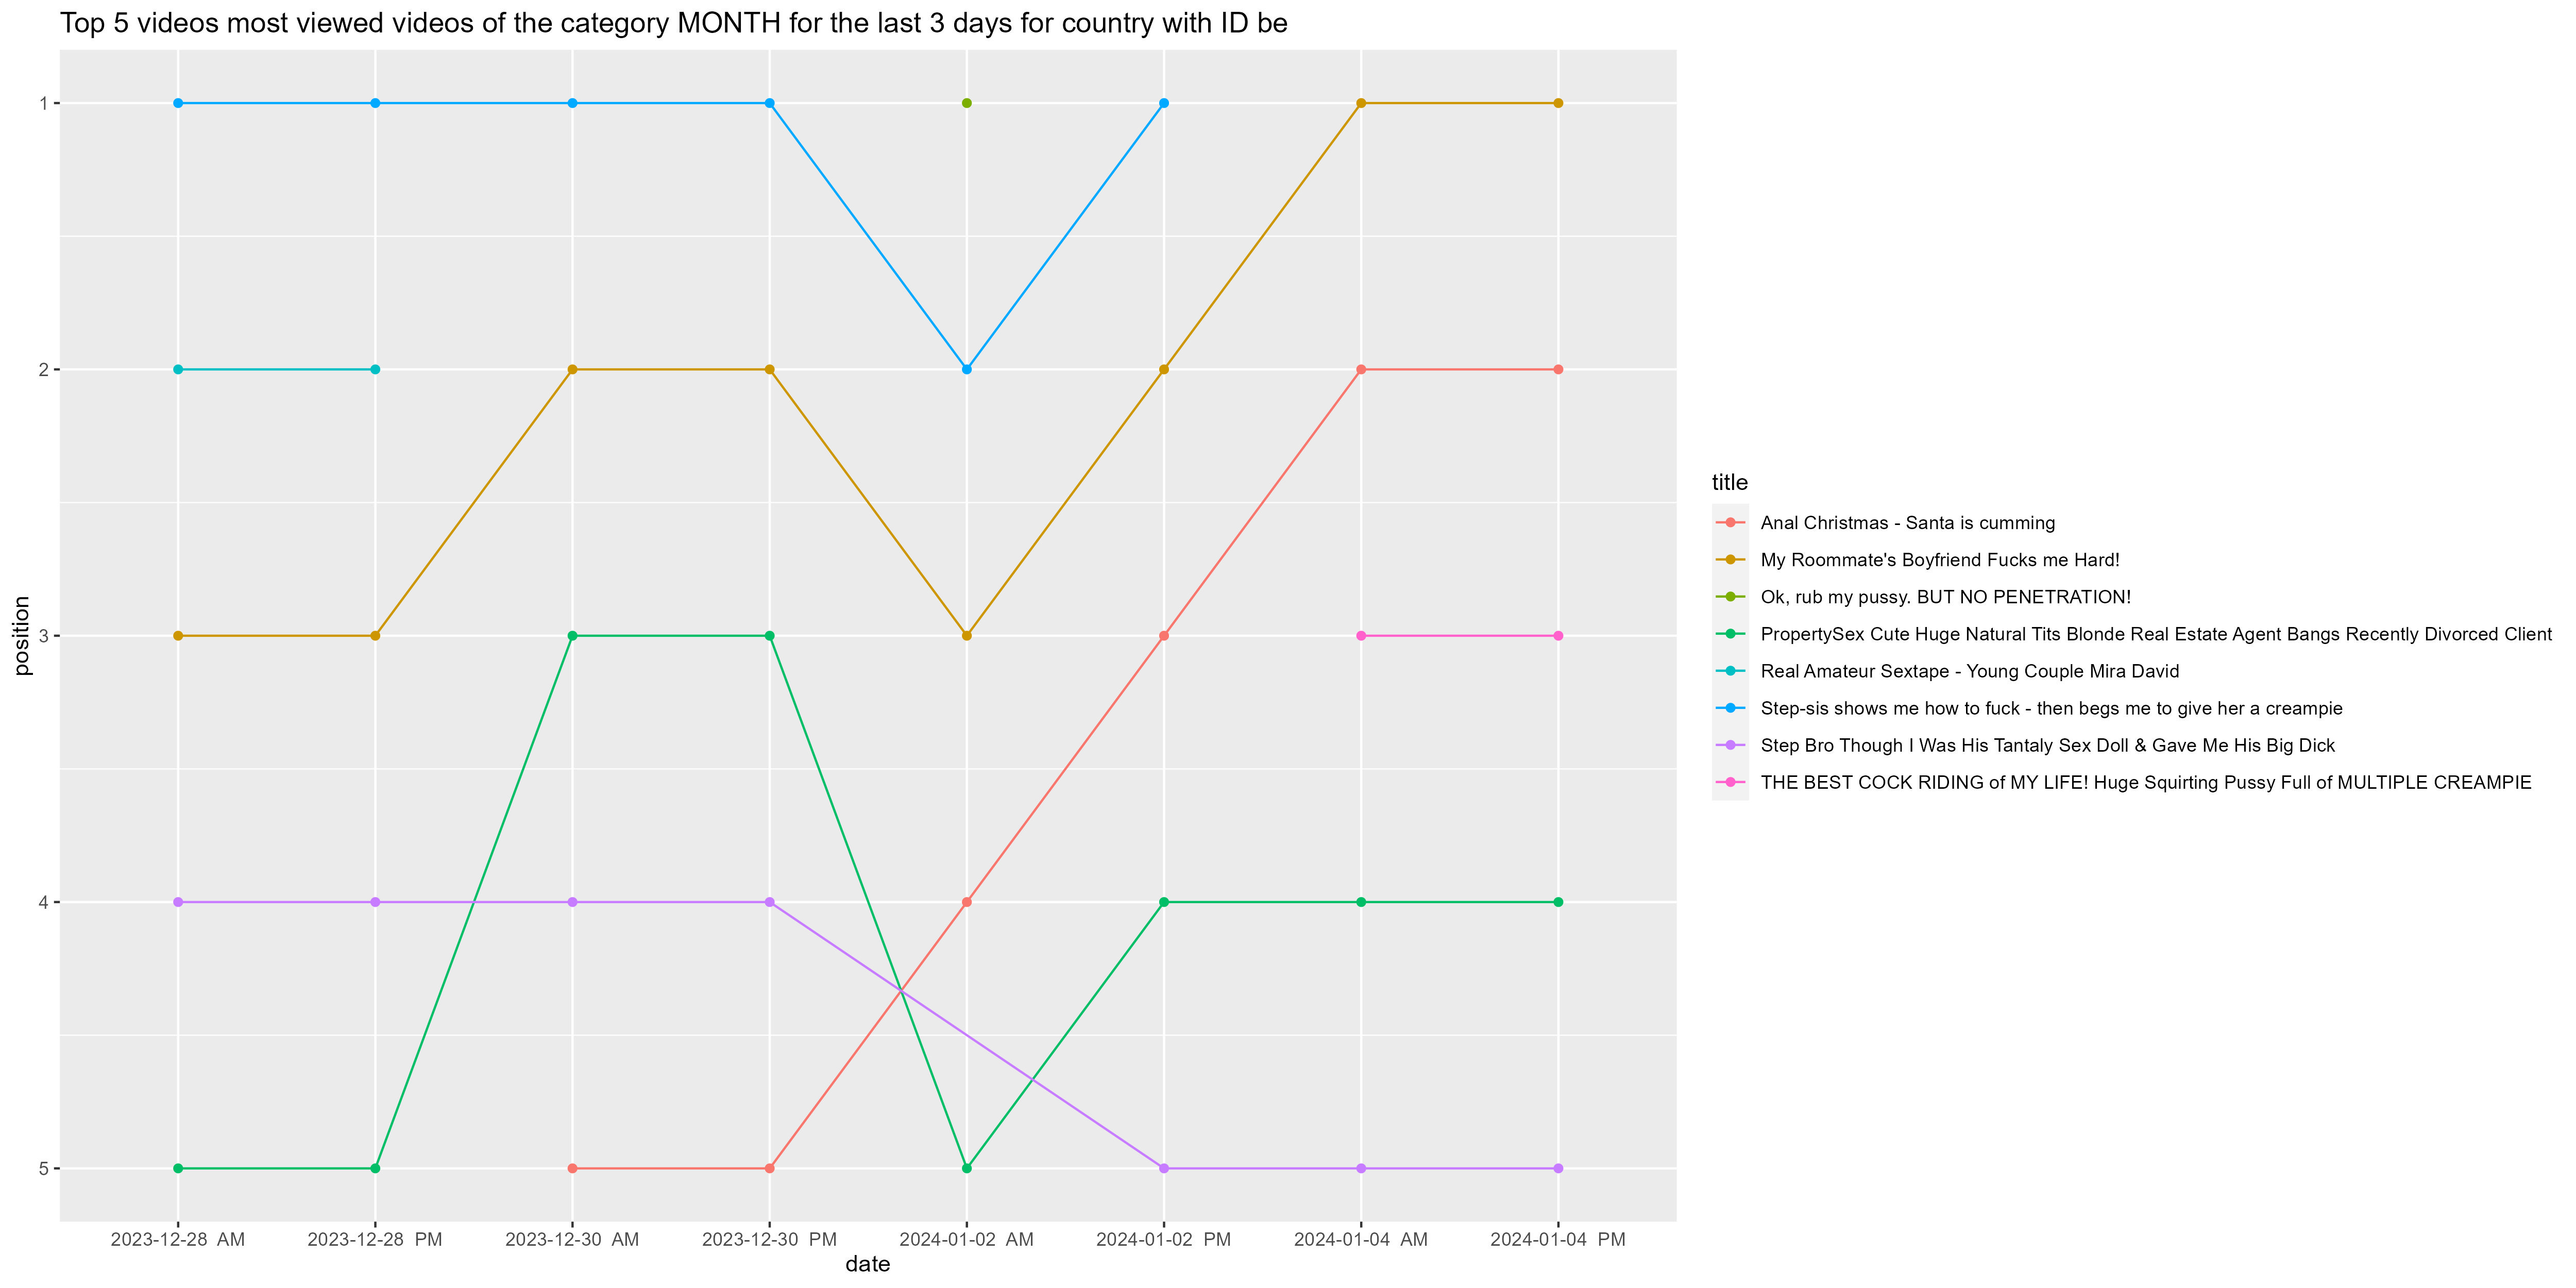 Top 5 videos most viewed videos of the category MONTH for the last 3 days for country with ID be
1
2
3
4
5
position
2023-12-28 AM
2023-12-28 PM
2023-12-30 AM
2023-12-30 PM
2024-01-02 AM
2024-01-02 PM
2024-01-04 AM
2024-01-04 PM
date
title
Anal Christmas - Santa is cumming
My Roommate's Boyfriend Fucks me Hard!
Ok, rub my pussy. BUT NO PENETRATION!
PropertySex Cute Huge Natural Tits Blonde Real Estate Agent Bangs Recently Divorced Client
Real Amateur Sextape - Young Couple Mira David
Step-sis shows me how to fuck - then begs me to give her a creampie
Step Bro Though I Was His Tantaly Sex Doll & Gave Me His Big Dick
THE BEST COCK RIDING of MY LIFE! Huge Squirting Pussy Full of MULTIPLE CREAMPIE